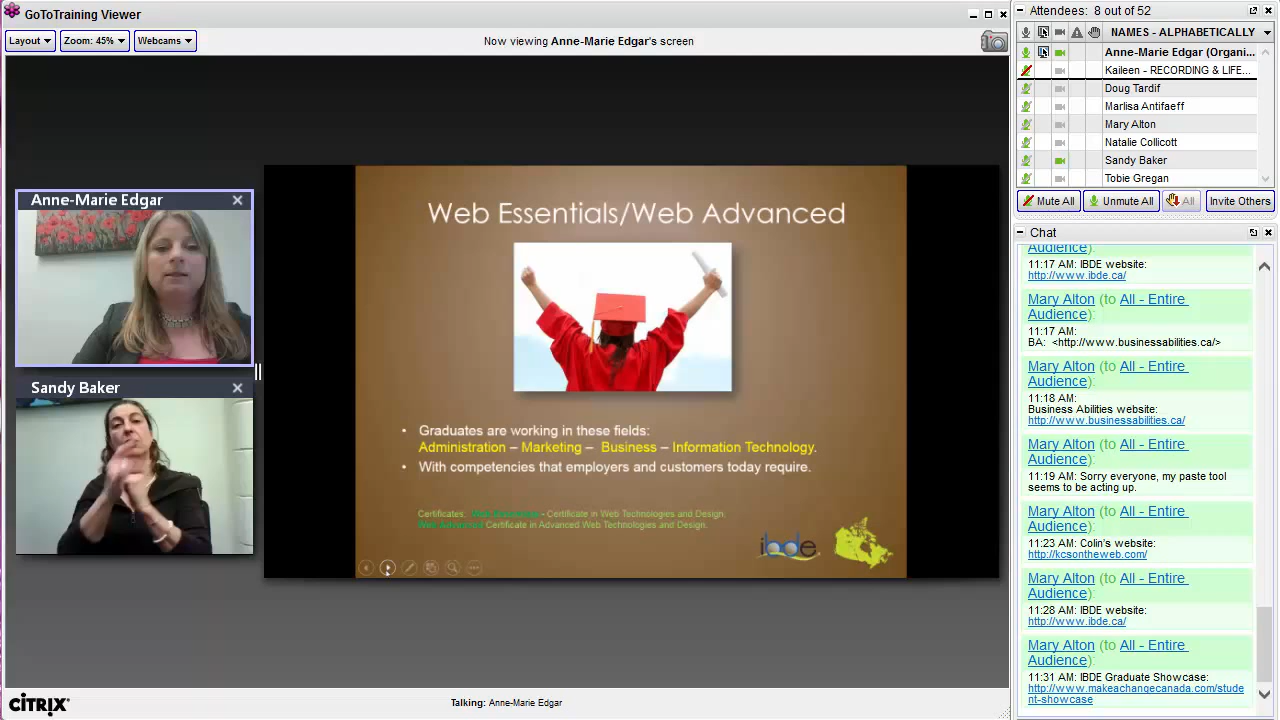 GoToTraining Viewer
Layout
Zoom: 45%
Webcams
Now viewing Anne-Marie Edgar's screen
Anne-Marie Edgar
Sandy Baker
Web Essentials/Web Advanced
• Graduates are working in these fields:
Administration – Marketing – Business – Information Technology.
• With competencies that employers and customers today require.
Certificates: Web Essentials - Certificate in Web Technologies and Design.
Web Advanced Certificate in Advanced Web Technologies and Design.
ibde
CITRIX
Talking: Anne-Marie Edgar
Attendees: 8 out of 52
NAMES - ALPHABETICALLY
Anne-Marie Edgar (Organi...
Kaileen - RECORDING & LIFE...
Doug Tardif
Marlisa Antifaeff
Mary Alton
Natalie Collicott
Sandy Baker
Tobie Gregan
Mute All
Unmute All
All
Invite Others
Chat
Audience):
11:17 AM: IBDE website:
http://www.ibde.ca/
Mary Alton (to All - Entire
Audience):
11:17 AM:
BA: <http://www.businessabilities.ca/>
Mary Alton (to All - Entire
Audience):
11:18 AM:
Business Abilities website:
http://www.businessabilities.ca/
Mary Alton (to All - Entire
Audience):
11:19 AM: Sorry everyone, my paste tool
seems to be acting up.
Mary Alton (to All - Entire
Audience):
11:23 AM: Colin's website:
http://kcsontheweb.com/
Mary Alton (to All - Entire
Audience):
11:28 AM: IBDE website:
http://www.ibde.ca/
Mary Alton (to All - Entire
Audience):
11:31 AM: IBDE Graduate Showcase:
http://www.makeachangecanada.com/stude
nt-showcase